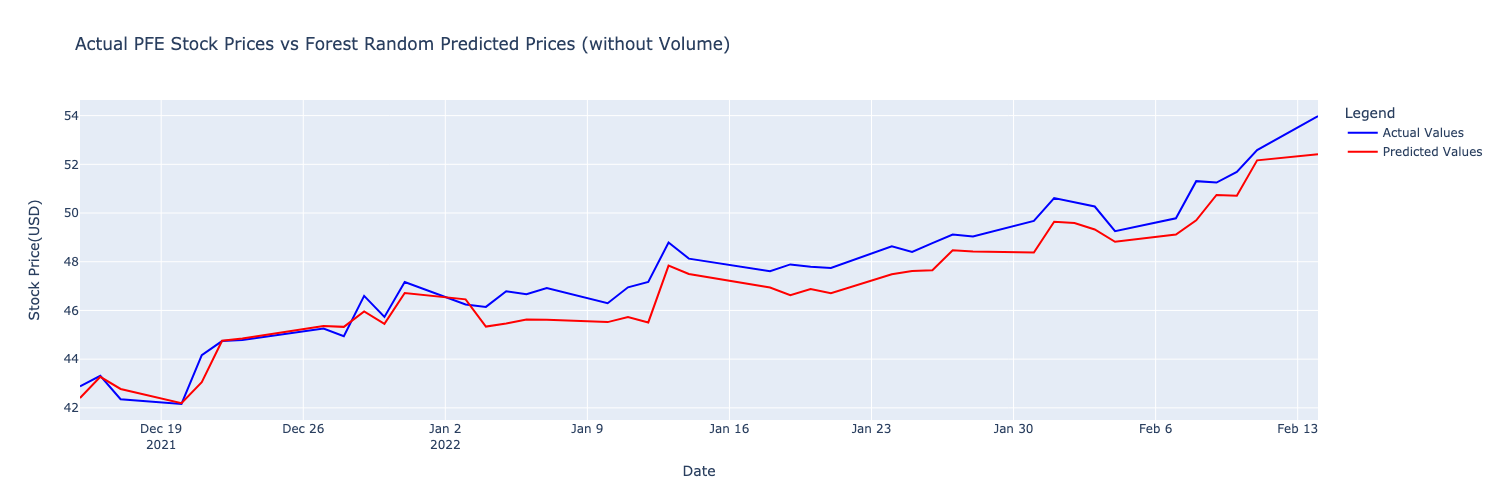 Actual PFE Stock Prices vs Forest Random Predicted Prices (without Volume)
Legend
Actual Values
Predicted Values
Stock Price(USD)
54
52
50
48
46
44
42
Dec 19 Dec 26 Jan 2 Jan 9 Jan 16 Jan 23 Jan 30 Feb 6 Feb 13
2021 2022
Date